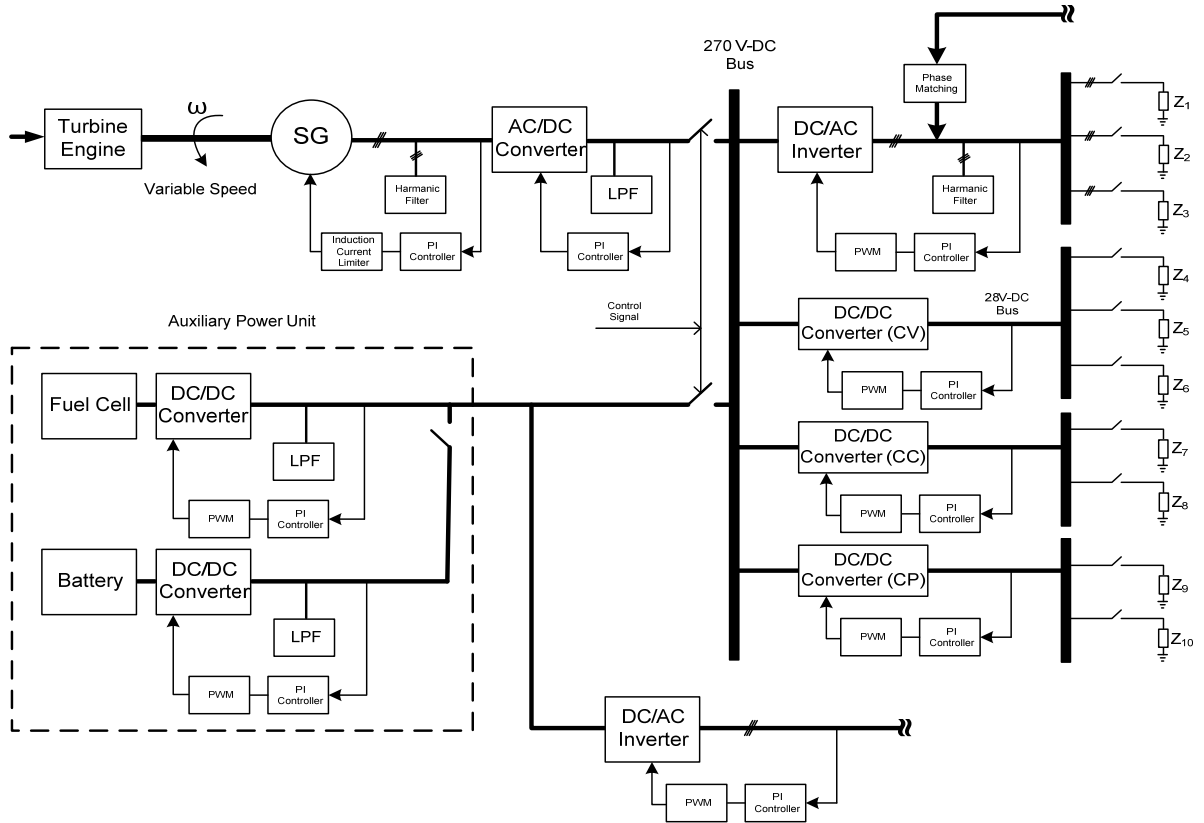 270 V-DC
Bus
Phase
Matching
Turbine
Engine
ω
Variable Speed
SG
Harmanic
Filter
Induction
Current
Limiter
PI
Controller
AC/DC
Converter
LPF
PI
Controller
DC/AC
Inverter
Harmanic
Filter
PWM
PI
Controller
Z1
Z2
Z3
Control
Signal
DC/DC
Converter (CV)
28V-DC
Bus
PWM
PI
Controller
Z4
Z5
Z6
Auxiliary Power Unit
Fuel Cell
DC/DC
Converter
LPF
PWM
PI
Controller
DC/DC
Converter (CC)
PWM
PI
Controller
Z7
Z8
Battery
DC/DC
Converter
LPF
PWM
PI
Controller
DC/DC
Converter (CP)
PWM
PI
Controller
Z9
Z10
DC/AC
Inverter
PWM
PI
Controller